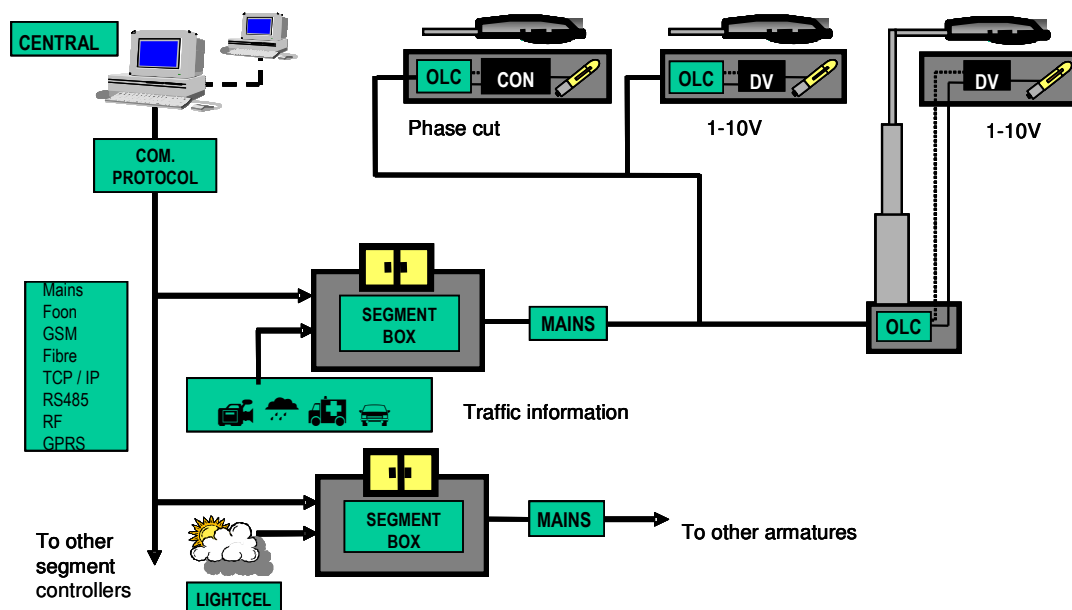 CENTRAL
OLC
CON
OLC
DV
DV
Phase cut
1-10V
1-10V
COM.
PROTOCOL
Mains
Foon
GSM
Fibre
TCP / IP
RS485
RF
GPRS
SEGMENT
BOX
MAINS
OLC
Traffic information
SEGMENT
BOX
MAINS
To other armatures
To other
segment
controllers
LIGHTCEL